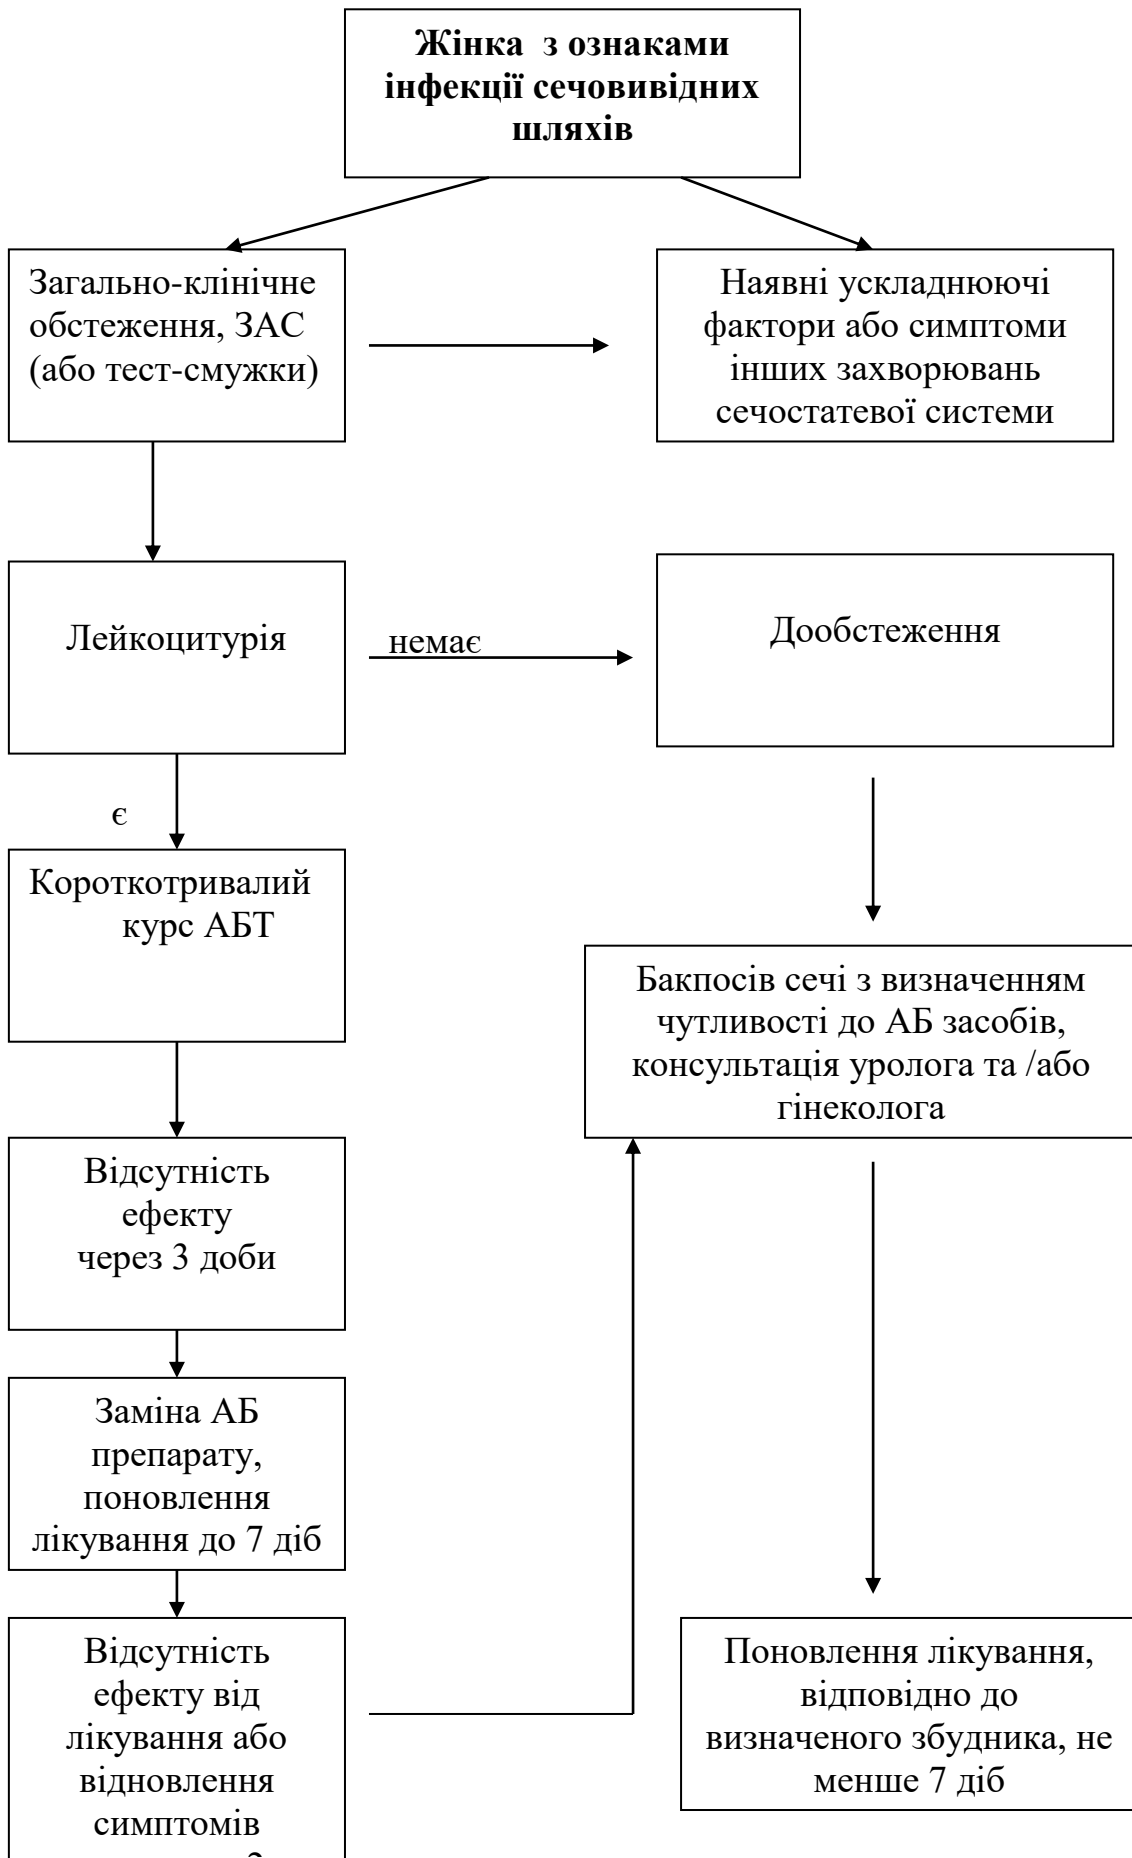 Жінка з ознаками
інфекції сечовивідних
шляхів
Загально-клінічне
обстеження, ЗАС
(або тест-смужки)
Наявні ускладнюючі
фактори або симптоми
інших захворювань
сечостатевої системи
Лейкоцитурія
немає
Дообстеження
є
Короткотривалий
курс АБТ
Бакпосів сечі з визначенням
чутливості до АБ засобів,
консультація уролога та /або
гінеколога
Відсутність
ефекту
через 3 доби
Заміна АБ
препарату,
поновлення
лікування до 7 діб
Відсутність
ефекту від
лікування або
відновлення
симптомів
Поновлення лікування,
відповідно до
визначеного збудника, не
менше 7 діб